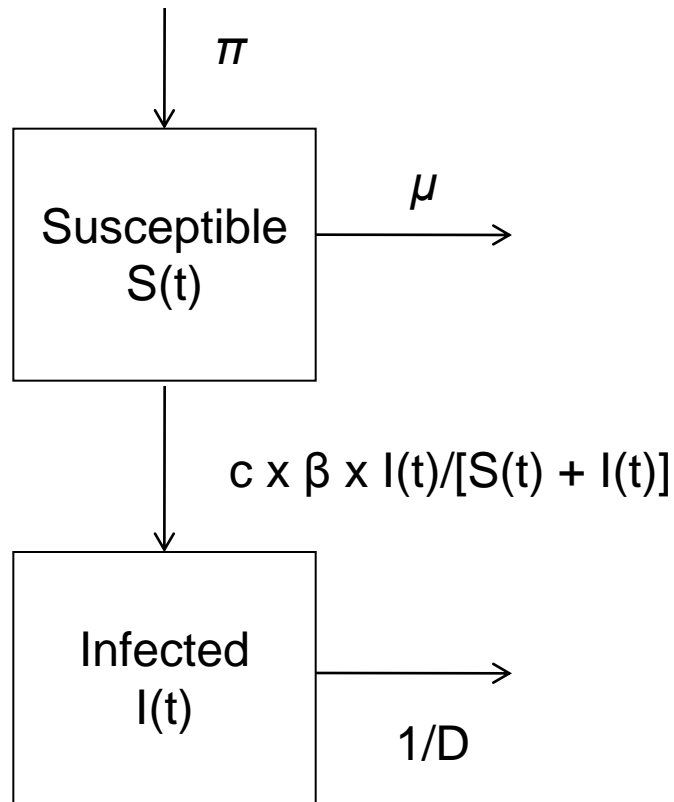 π
μ
Susceptible
S(t)
c x β x I(t)/[S(t) + I(t)]
Infected
I(t)
1/D